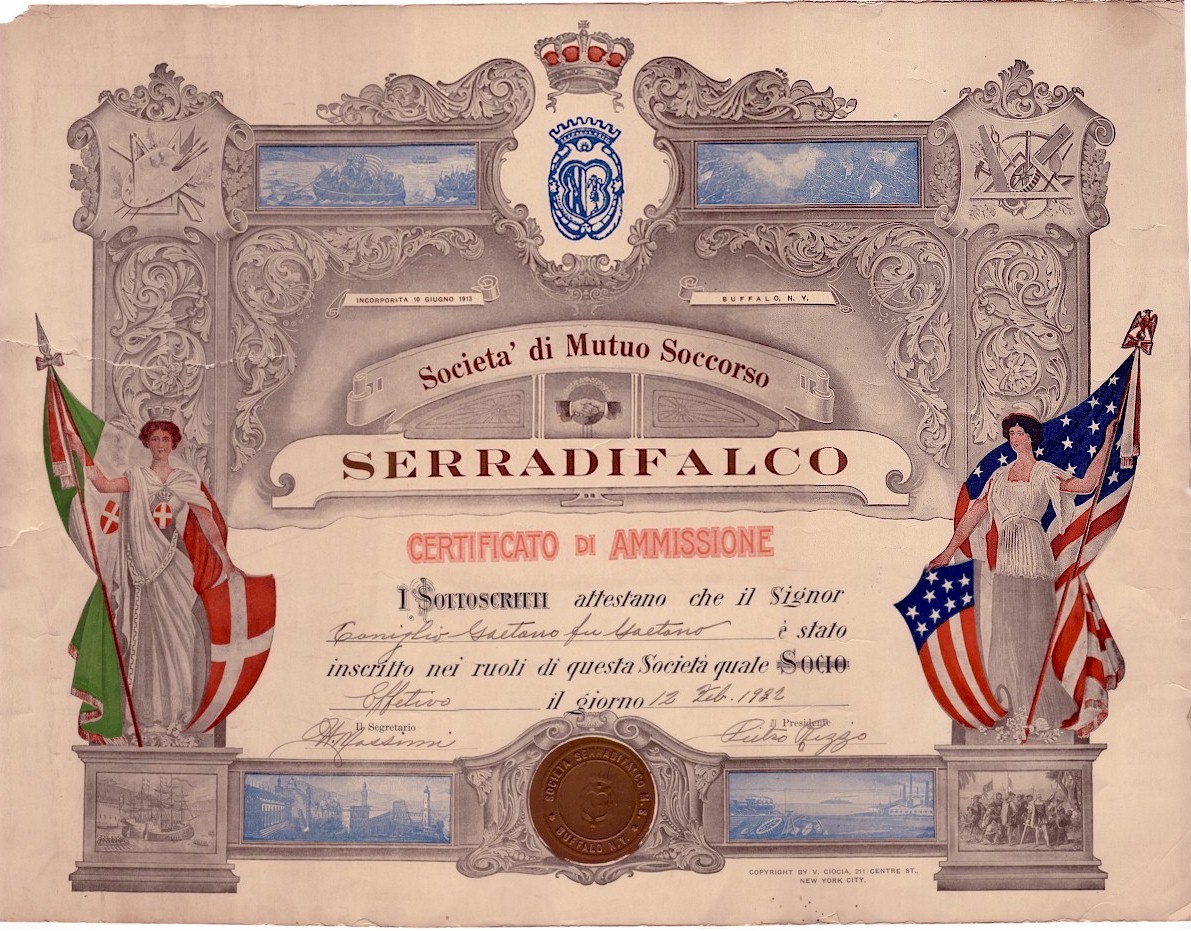 INCORPORATA 10 GIUGNO 1913
BUFFALO, N. Y.
Societa' di Mutuo Soccorso
SERRADIFALCO
CERTIFICATO DI AMMISSIONE
I SOTTOSCRITTI attestano che il Signor
Coniglio Gaetano fu Gaetano è stato
inscritto nei ruoli di questa Società quale SOCIO
Effetivo il giorno 12 Feb. 1932
Il Segretario
Il Presidente
Pietro Rizzo
SOCIETA SERRADIFALCO M. S.
BUFFALO N.Y.
COPYRIGHT BY V. CIOCIA, 211 CENTRE ST.,
NEW YORK CITY.